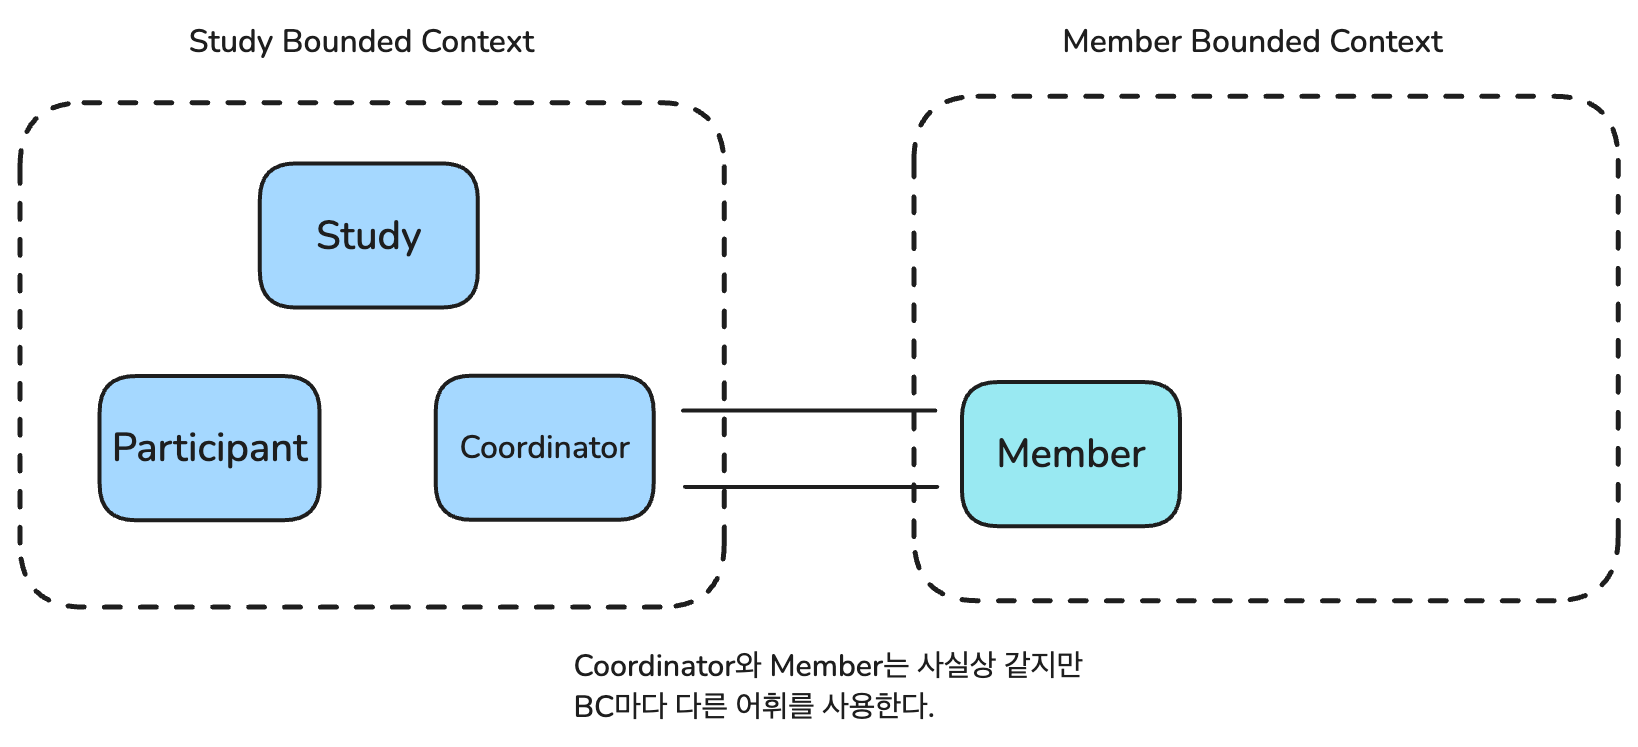 Study Bounded Context
Member Bounded Context
Study
Participant
Coordinator
Member
Coordinator와 Member는 사실상 같지만
BC마다 다른 어휘를 사용한다.